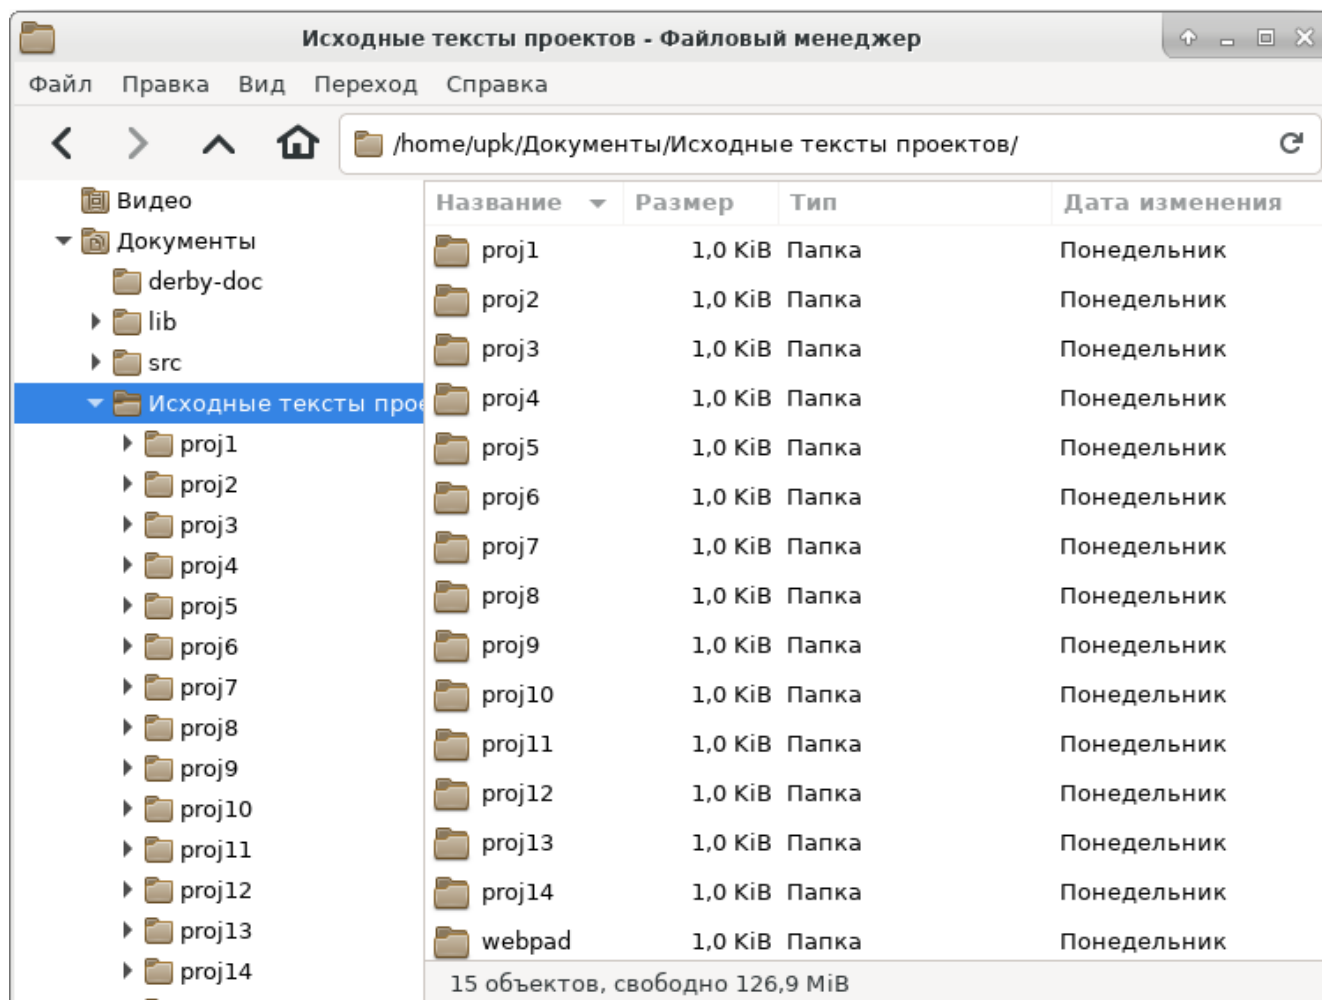 Исходные тексты проектов - Файловый менеджер
Файл Правка Вид Переход Справка
/home/upk/Документы/Исходные тексты проектов/
Видео
Документы
derby-doc
lib
src
Исходные тексты прое
proj1
proj2
proj3
proj4
proj5
proj6
proj7
proj8
proj9
proj10
proj11
proj12
proj13
proj14
Название Размер Тип Дата изменения
proj1 1,0 KiB Папка Понедельник
proj2 1,0 KiB Папка Понедельник
proj3 1,0 KiB Папка Понедельник
proj4 1,0 KiB Папка Понедельник
proj5 1,0 KiB Папка Понедельник
proj6 1,0 KiB Папка Понедельник
proj7 1,0 KiB Папка Понедельник
proj8 1,0 KiB Папка Понедельник
proj9 1,0 KiB Папка Понедельник
proj10 1,0 KiB Папка Понедельник
proj11 1,0 KiB Папка Понедельник
proj12 1,0 KiB Папка Понедельник
proj13 1,0 KiB Папка Понедельник
proj14 1,0 KiB Папка Понедельник
webpad 1,0 KiB Папка Понедельник
15 объектов, свободно 126,9 MiB